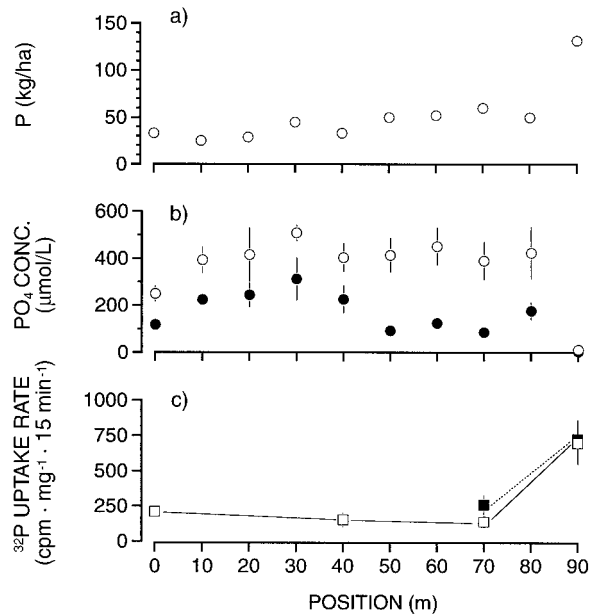 a)
P (kg/ha)
150
100
50
0
b)
PO₄ CONC.
(µmol/L)
600
400
200
0
c)
³²P UPTAKE RATE
(cpm · mg⁻¹ · 15 min⁻¹)
1000
750
500
250
0
0 10 20 30 40 50 60 70 80 90
POSITION (m)